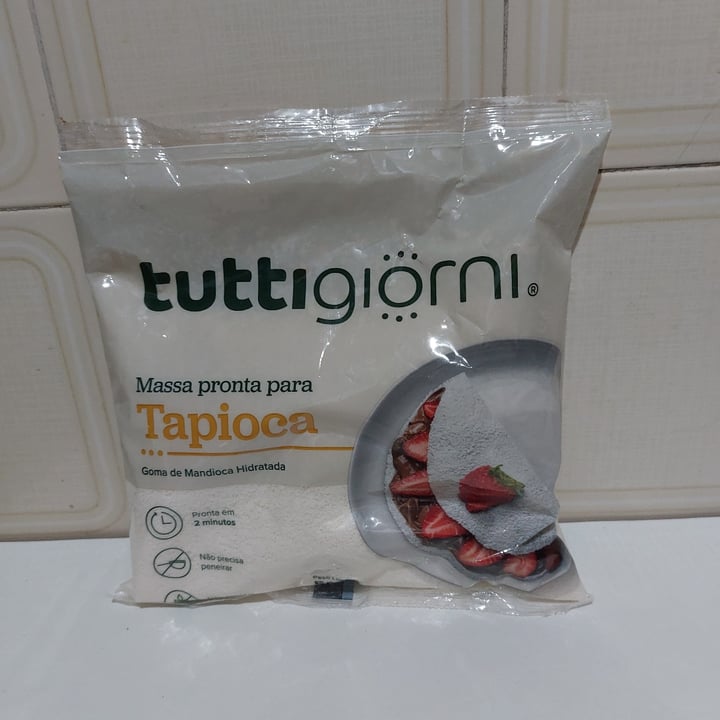 tuttigiorni®
Massa pronta para
Tapioca
Goma de Mandioca Hidratada
Pronta em
2 minutos
Não precisa
peneirar